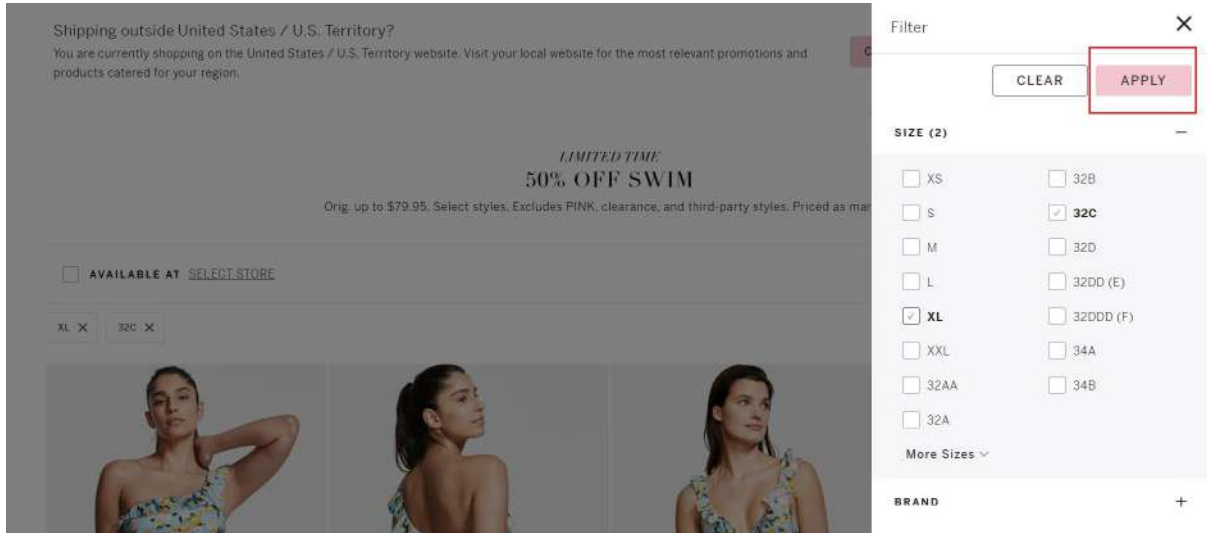 Shipping outside United States / U.S. Territory?
You are currently shopping on the United States / U.S. Territory website. Visit your local website for the most relevant promotions and
products catered for your region.
LIMITED TIME
50% OFF SWIM
Orig. up to $79.95. Select styles. Excludes PINK, clearance, and third-party styles. Priced as
AVAILABLE AT SELECT STORE
XL 32C
Filter
CLEAR APPLY
SIZE (2)
XS 32B
S 32C
M 32D
L 32DD (E)
XL 32DDD (F)
XXL 34A
32AA 34B
32A
More Sizes
BRAND